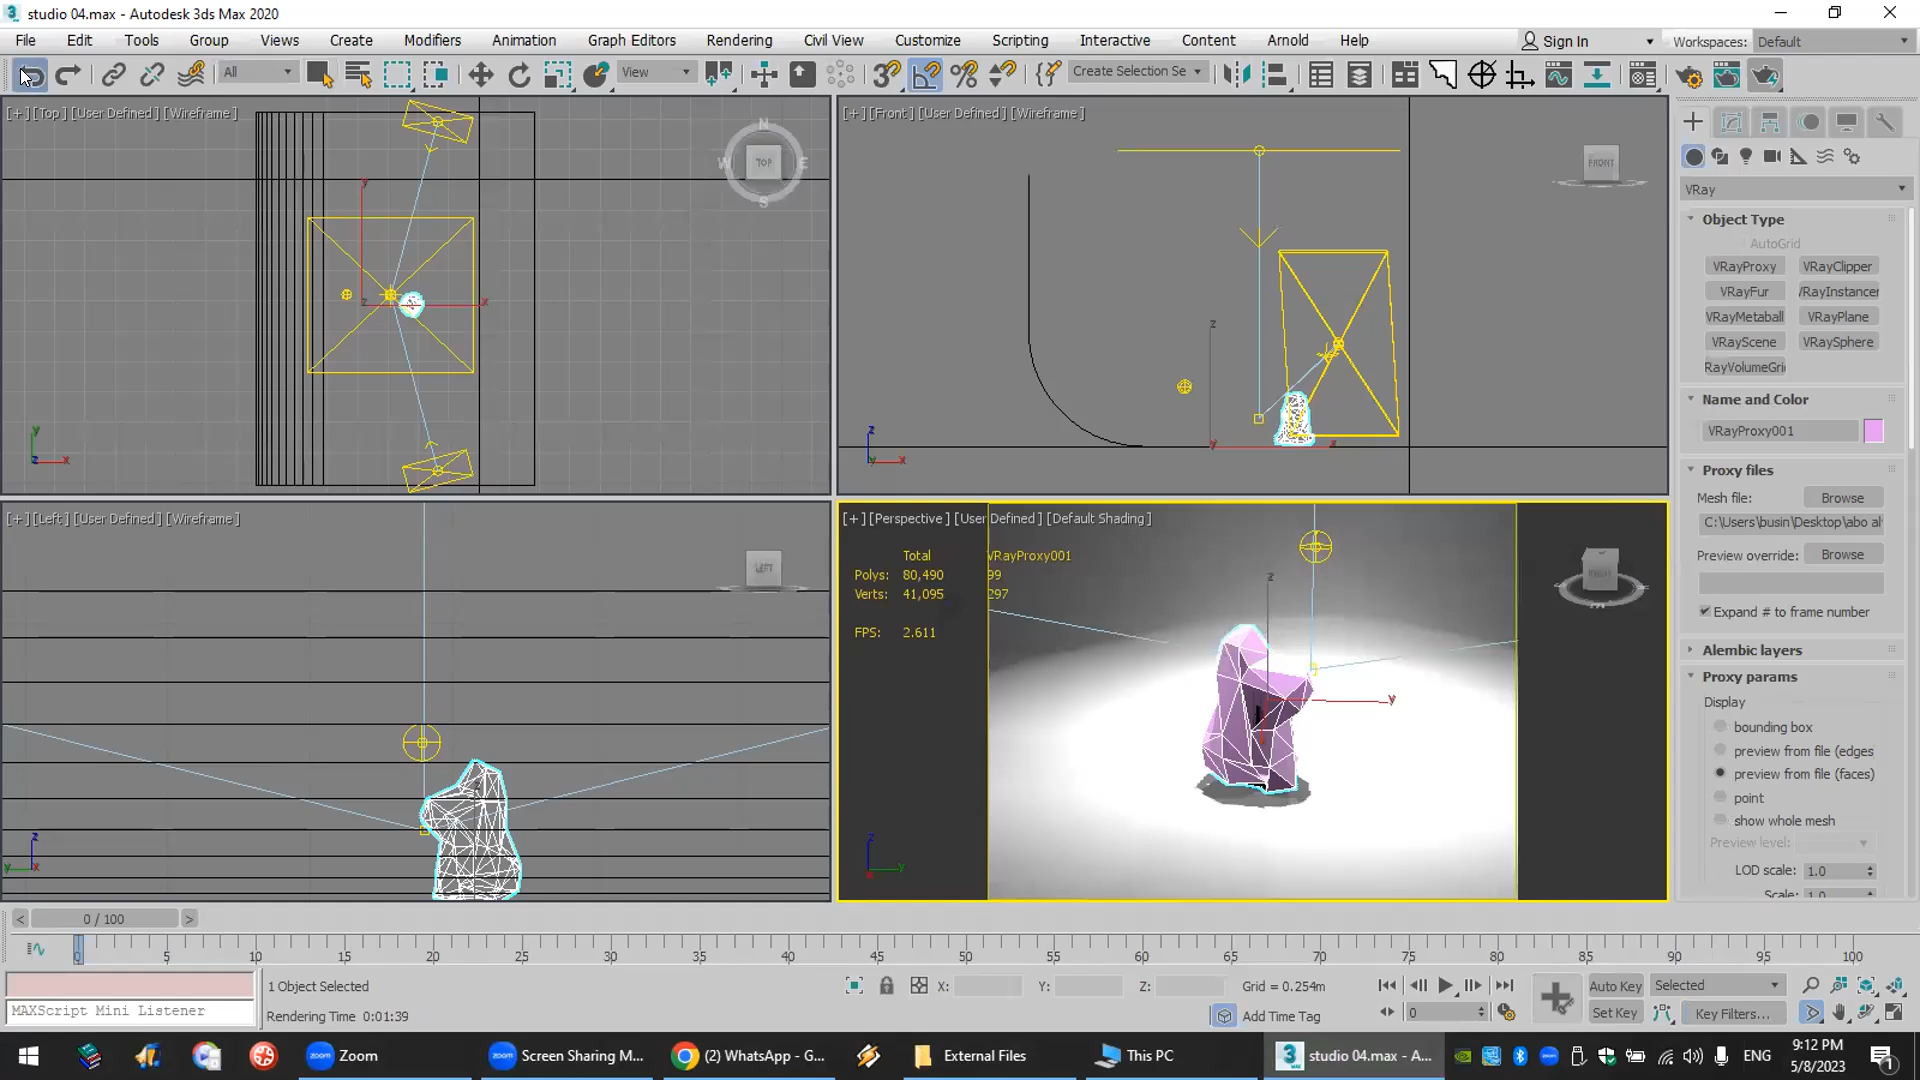 studio 04.max - Autodesk 3ds Max 2020
File Edit Tools Group Views Create Modifiers Animation Graph Editors Rendering Civil View Customize Scripting Interactive Content Arnold Help
Sign In
Workspaces: Default
All
View
Create Selection Se
[+] [Top] [User Defined] [Wireframe]
N
W TOP E
S
y
z x
y
z x
[+] [Front] [User Defined] [Wireframe]
FRONT
z
y x
z
y x
VRay
Object Type
AutoGrid
VRayProxy VRayClipper
VRayFur VRayInstancer
VRayMetaball VRayPlane
VRayScene VRaySphere
RayVolumeGri
Name and Color
VRayProxy001
Proxy files
Mesh file: Browse
C:\Users\busin\Desktop\abo al
Preview override: Browse
Expand # to frame number
Alembic layers
Proxy params
Display
bounding box
preview from file (edges
preview from file (faces)
point
show whole mesh
Preview level:
LOD scale: 1.0
Scale: 1.0
[+] [Left] [User Defined] [Wireframe]
LEFT
z
y x
[+] [Perspective] [User Defined] [Default Shading]
Total VRayProxy001
Polys: 80,490 99
Verts: 41,095 297
FPS: 2.611
z
y
z
x y
< 0 / 100 >
0 5 10 15 20 25 30 35 40 45 50 55 60 65 70 75 80 85 90 95 100
1 Object Selected
X: Y: Z: Grid = 0.254m
Auto Key Selected
MAXScript Mini Listener
Rendering Time 0:01:39
Add Time Tag
0
Set Key Key Filters...
Zoom
Screen Sharing M...
(2) WhatsApp - G...
External Files
This PC
studio 04.max - A...
ENG
9:12 PM
5/8/2023
1